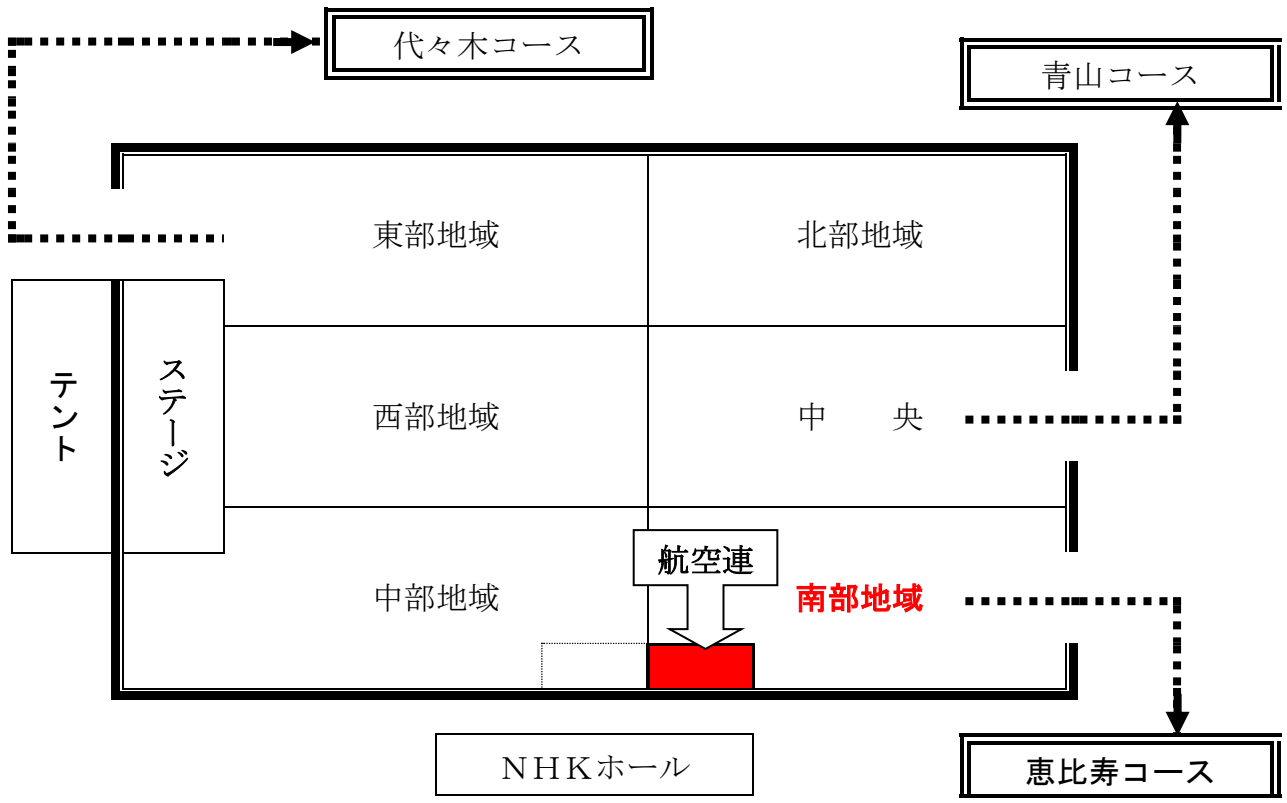 代々木コース
青山コース
東部地域
北部地域
テント
ステージ
西部地域
中　　央
航空連
中部地域
南部地域
ＮＨＫホール
恵比寿コース